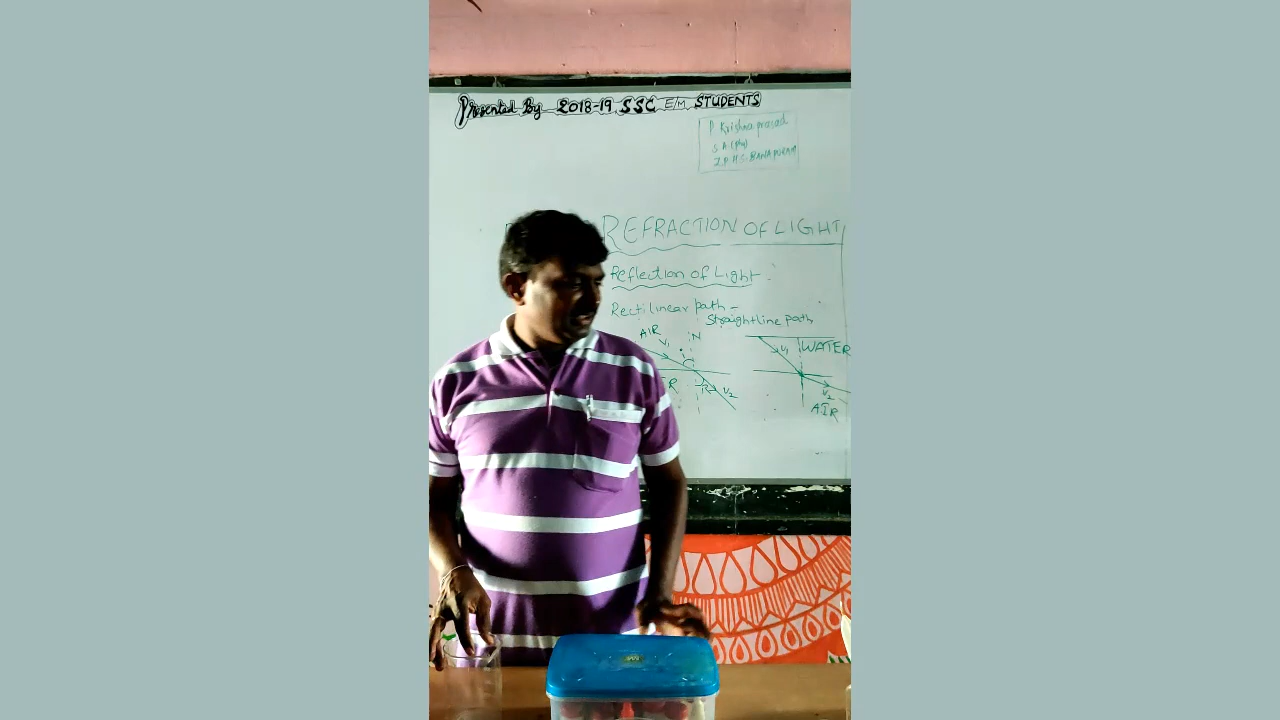 Presented By 2018-19 SSC E/M STUDENTS
P Krishna prasad
S.A (phy)
Z.P.H.S. BANAPURAM
REFRACTION OF LIGHT
Reflection of Light
Rectilinear path -
Straightline path
AIR
N
V1
i
R
r
V2
WATER
V1
V2
AIR